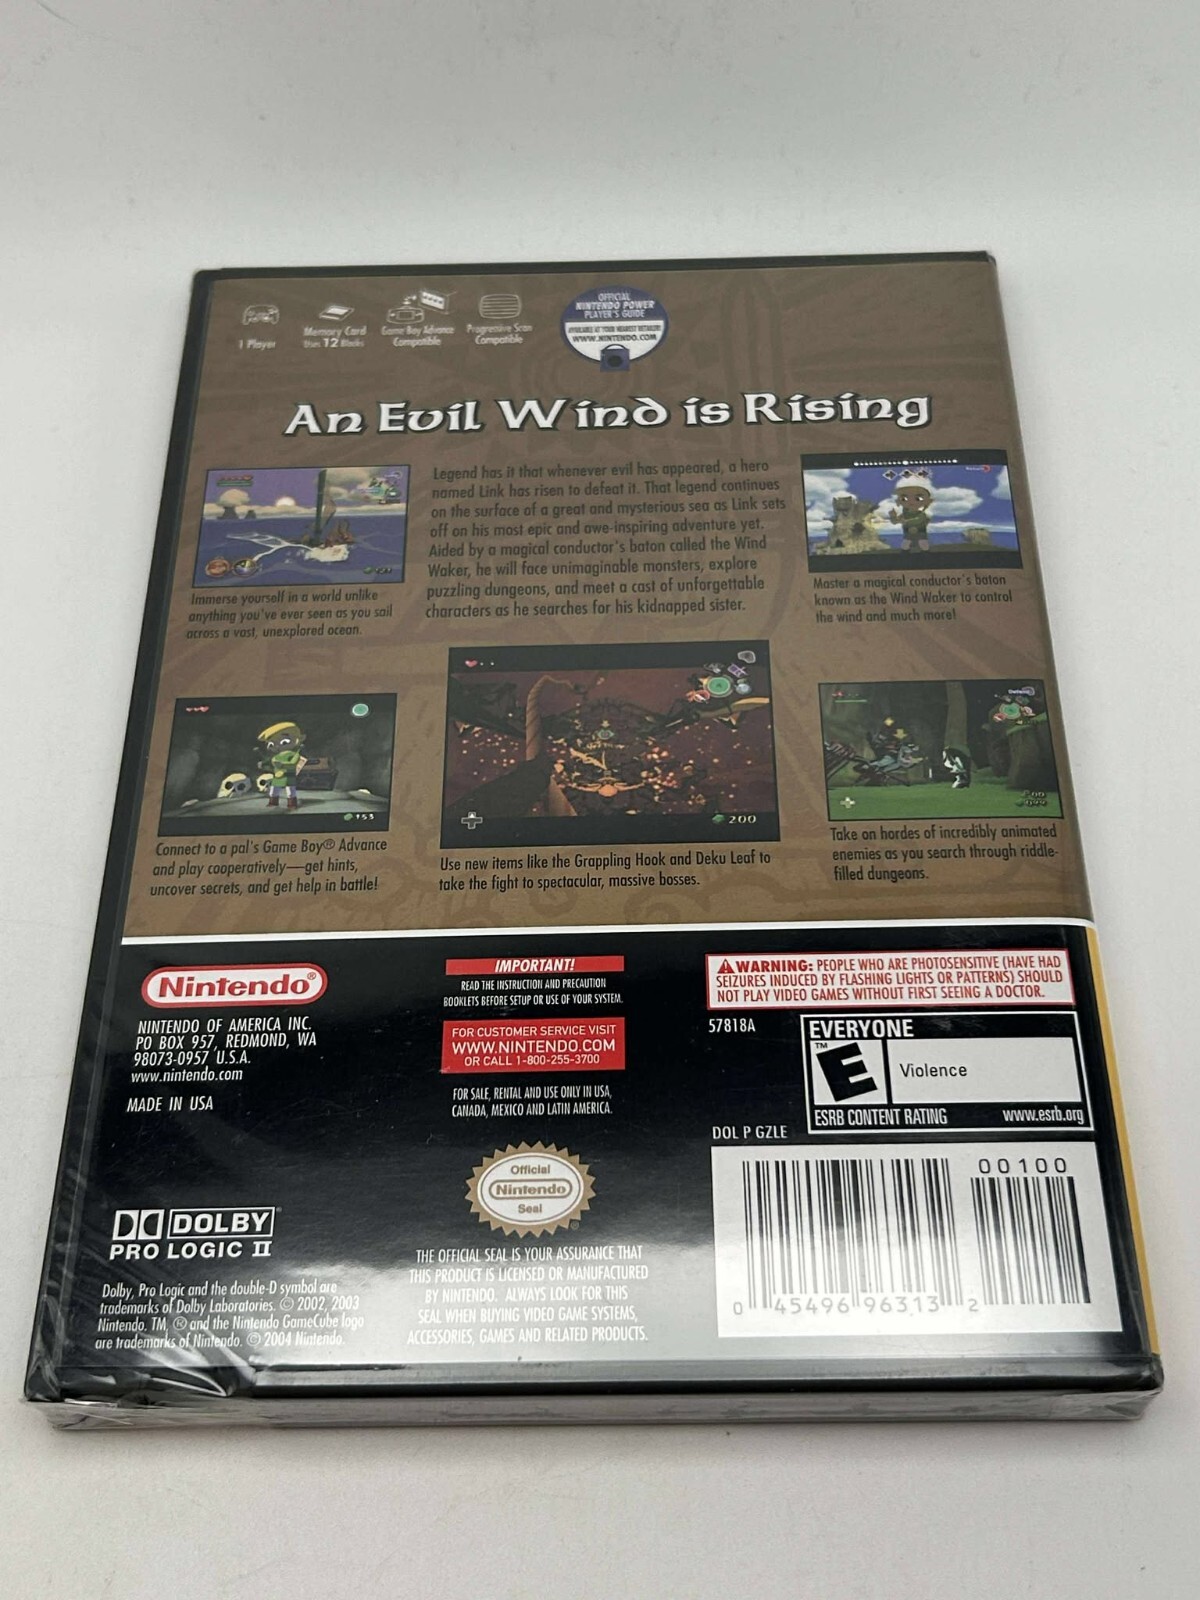 1 Player
Memory Card
Uses 12 Blocks
Game Boy Advance
Compatible
Progressive Scan
Compatible
OFFICIAL
NINTENDO POWER
PLAYER'S GUIDE
AVAILABLE AT YOUR NEAREST RETAILER!
WWW.NINTENDO.COM
An Evil Wind is Rising
Legend has it that whenever evil has appeared, a hero
named Link has risen to defeat it. That legend continues
on the surface of a great and mysterious sea as Link sets
off on his most epic and awe-inspiring adventure yet.
Aided by a magical conductor's baton called the Wind
Waker, he will face unimaginable monsters, explore
puzzling dungeons, and meet a cast of unforgettable
characters as he searches for his kidnapped sister.
Immerse yourself in a world unlike
anything you've ever seen as you sail
across a vast, unexplored ocean.
Return
Master a magical conductor's baton
known as the Wind Waker to control
the wind and much more!
153
Connect to a pal's Game Boy® Advance
and play cooperatively—get hints,
uncover secrets, and get help in battle!
200
Use new items like the Grappling Hook and Deku Leaf to
take the fight to spectacular, massive bosses.
Defend
Take on hordes of incredibly animated
enemies as you search through riddle-
filled dungeons.
Nintendo®
NINTENDO OF AMERICA INC.
PO BOX 957, REDMOND, WA
98073-0957 U.S.A.
www.nintendo.com
MADE IN USA
IMPORTANT!
READ THE INSTRUCTION AND PRECAUTION
BOOKLETS BEFORE SETUP OR USE OF YOUR SYSTEM.
FOR CUSTOMER SERVICE VISIT
WWW.NINTENDO.COM
OR CALL 1-800-255-3700
FOR SALE, RENTAL AND USE ONLY IN USA,
CANADA, MEXICO AND LATIN AMERICA.
WARNING: PEOPLE WHO ARE PHOTOSENSITIVE (HAVE HAD
SEIZURES INDUCED BY FLASHING LIGHTS OR PATTERNS) SHOULD
NOT PLAY VIDEO GAMES WITHOUT FIRST SEEING A DOCTOR.
57818A
EVERYONE
E™
Violence
ESRB CONTENT RATING www.esrb.org
DOL P GZLE
00100
0 45496 96313 2
Official
Nintendo
Seal
®
THE OFFICIAL SEAL IS YOUR ASSURANCE THAT
THIS PRODUCT IS LICENSED OR MANUFACTURED
BY NINTENDO. ALWAYS LOOK FOR THIS
SEAL WHEN BUYING VIDEO GAME SYSTEMS,
ACCESSORIES, GAMES AND RELATED PRODUCTS.
DOLBY®
PRO LOGIC II
Dolby, Pro Logic and the double-D symbol are
trademarks of Dolby Laboratories. © 2002, 2003
Nintendo. TM, ® and the Nintendo GameCube logo
are trademarks of Nintendo. © 2004 Nintendo.